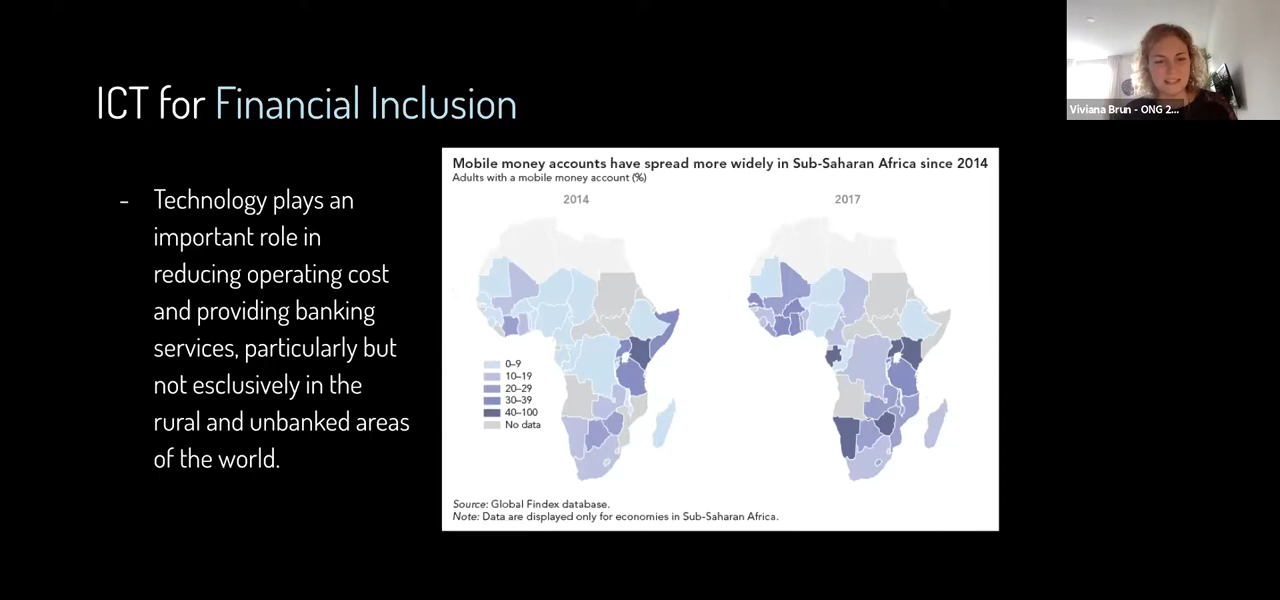 ICT for Financial Inclusion
Viviana Brun - ONG 2...
- Technology plays an
important role in
reducing operating cost
and providing banking
services, particularly but
not esclusively in the
rural and unbanked areas
of the world.
Mobile money accounts have spread more widely in Sub-Saharan Africa since 2014
Adults with a mobile money account (%)
2014
2017
0–9
10–19
20–29
30–39
40–100
No data
Source: Global Findex database.
Note: Data are displayed only for economies in Sub-Saharan Africa.